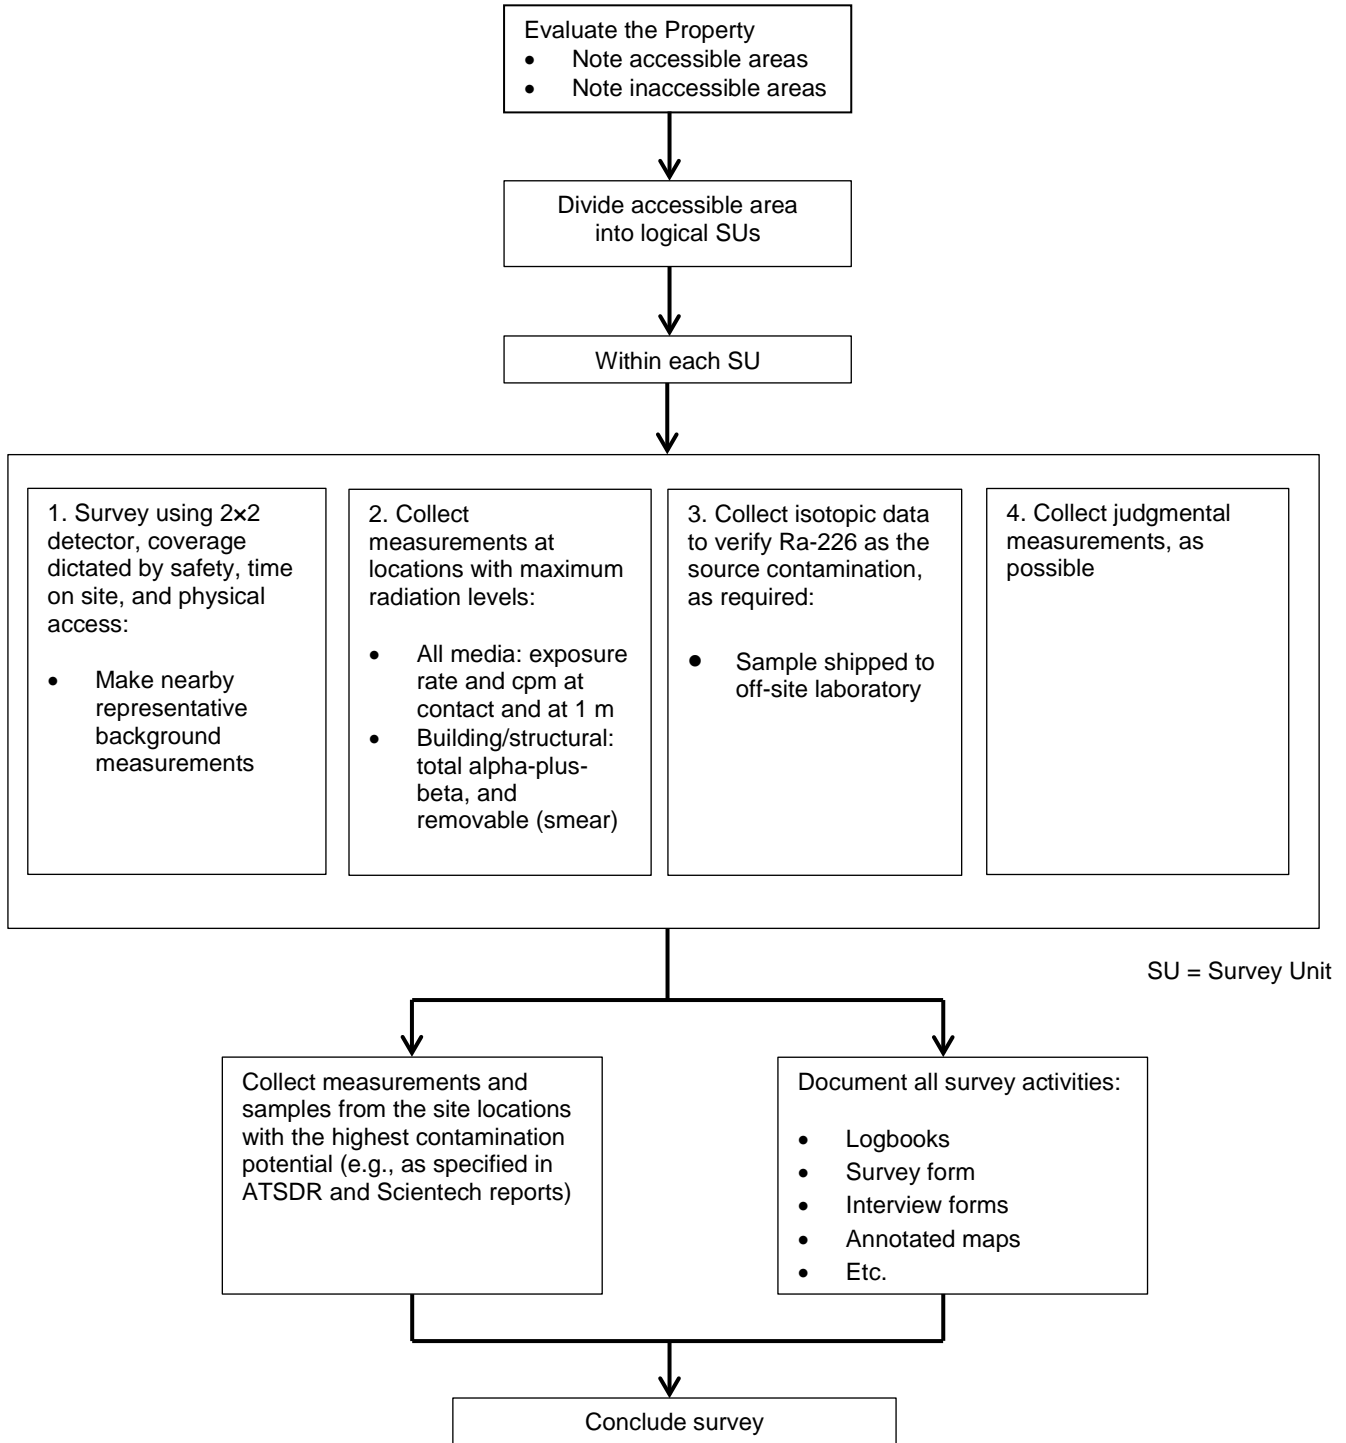 Evaluate the Property
• Note accessible areas
• Note inaccessible areas
Divide accessible area
into logical SUs
Within each SU
1. Survey using 2×2
detector, coverage
dictated by safety, time
on site, and physical
access:
• Make nearby
representative
background
measurements
2. Collect
measurements at
locations with maximum
radiation levels:
• All media: exposure
rate and cpm at
contact and at 1 m
• Building/structural:
total alpha-plus-
beta, and
removable (smear)
3. Collect isotopic data
to verify Ra-226 as the
source contamination,
as required:
• Sample shipped to
off-site laboratory
4. Collect judgmental
measurements, as
possible
SU = Survey Unit
Collect measurements and
samples from the site locations
with the highest contamination
potential (e.g., as specified in
ATSDR and Scientech reports)
Document all survey activities:
• Logbooks
• Survey form
• Interview forms
• Annotated maps
• Etc.
Conclude survey